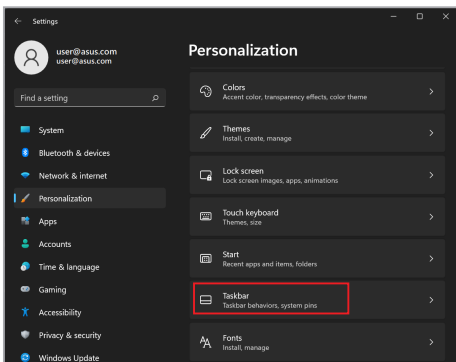 Settings
user@asus.com
user@asus.com
Find a setting
System
Bluetooth & devices
Network & internet
Personalization
Apps
Accounts
Time & language
Gaming
Accessibility
Privacy & security
Windows Update
Personalization
Colors
Accent color, transparency effects, color theme
Themes
Install, create, manage
Lock screen
Lock screen images, apps, animations
Touch keyboard
Themes, size
Start
Recent apps and items, folders
Taskbar
Taskbar behaviors, system pins
Fonts
Install, manage